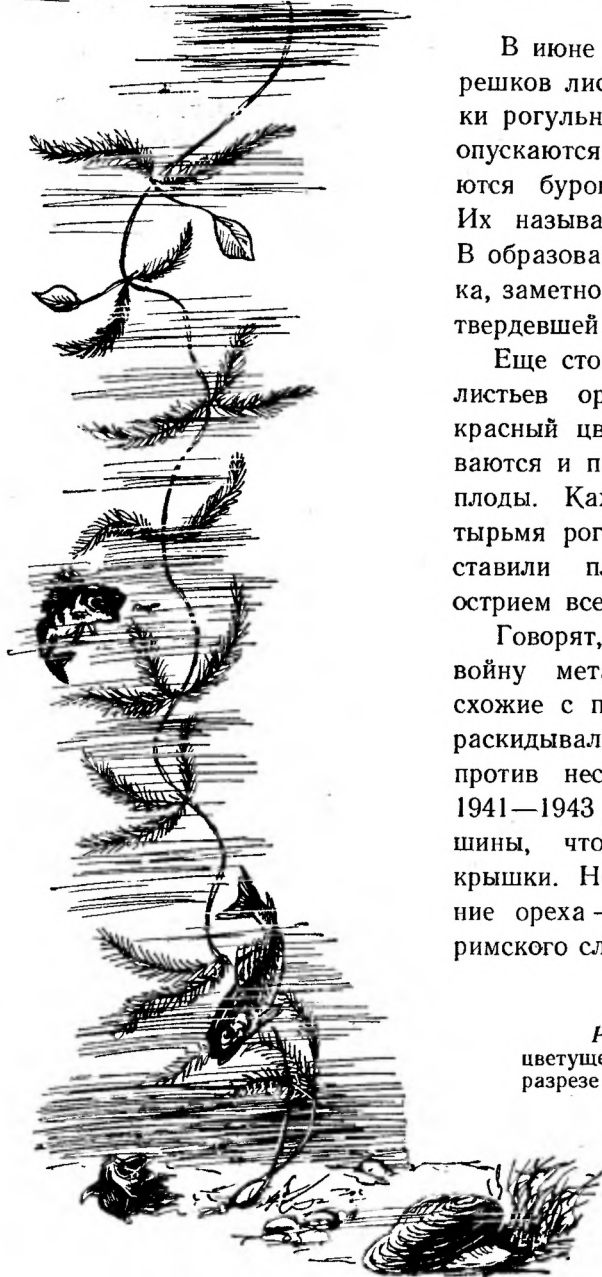 В июне
решков лис
ки рогульн
опускаются
ются буро
Их называ
В образова
ка, заметно
твердевшей
Еще сто
листьев ор
красный цв
ваются и п
плоды. Каж
тырьмя рог
ставили пл
острием все
Говорят,
войну мета
схожие с п
раскидывал
против нес
1941—1943
шины, что
крышки. Н
ние ореха —
римского сл
цветуще
разрезе